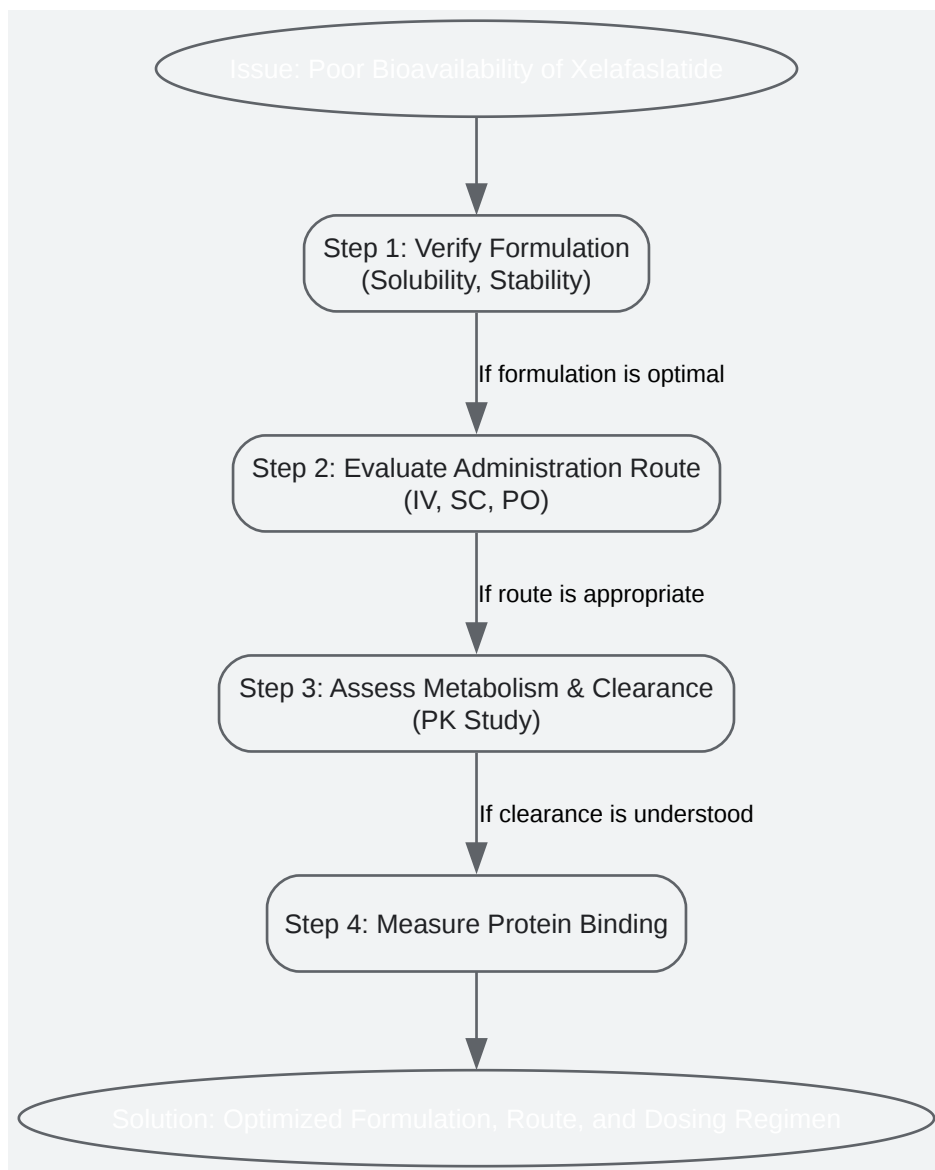 Issue: Poor Bioavailability of Xelafaslatide
Step 1: Verify Formulation
(Solubility, Stability)
If formulation is optimal
Step 2: Evaluate Administration Route
(IV, SC, PO)
If route is appropriate
Step 3: Assess Metabolism & Clearance
(PK Study)
If clearance is understood
Step 4: Measure Protein Binding
Solution: Optimized Formulation, Route, and Dosing Regimen